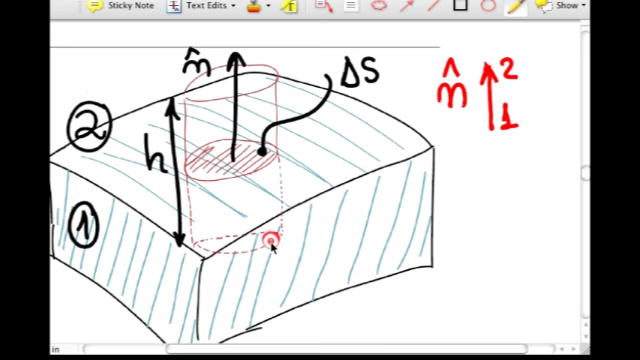 Sticky Note
Text Edits
Show
n̂
ΔS
n̂
2
1
2
h
1
in